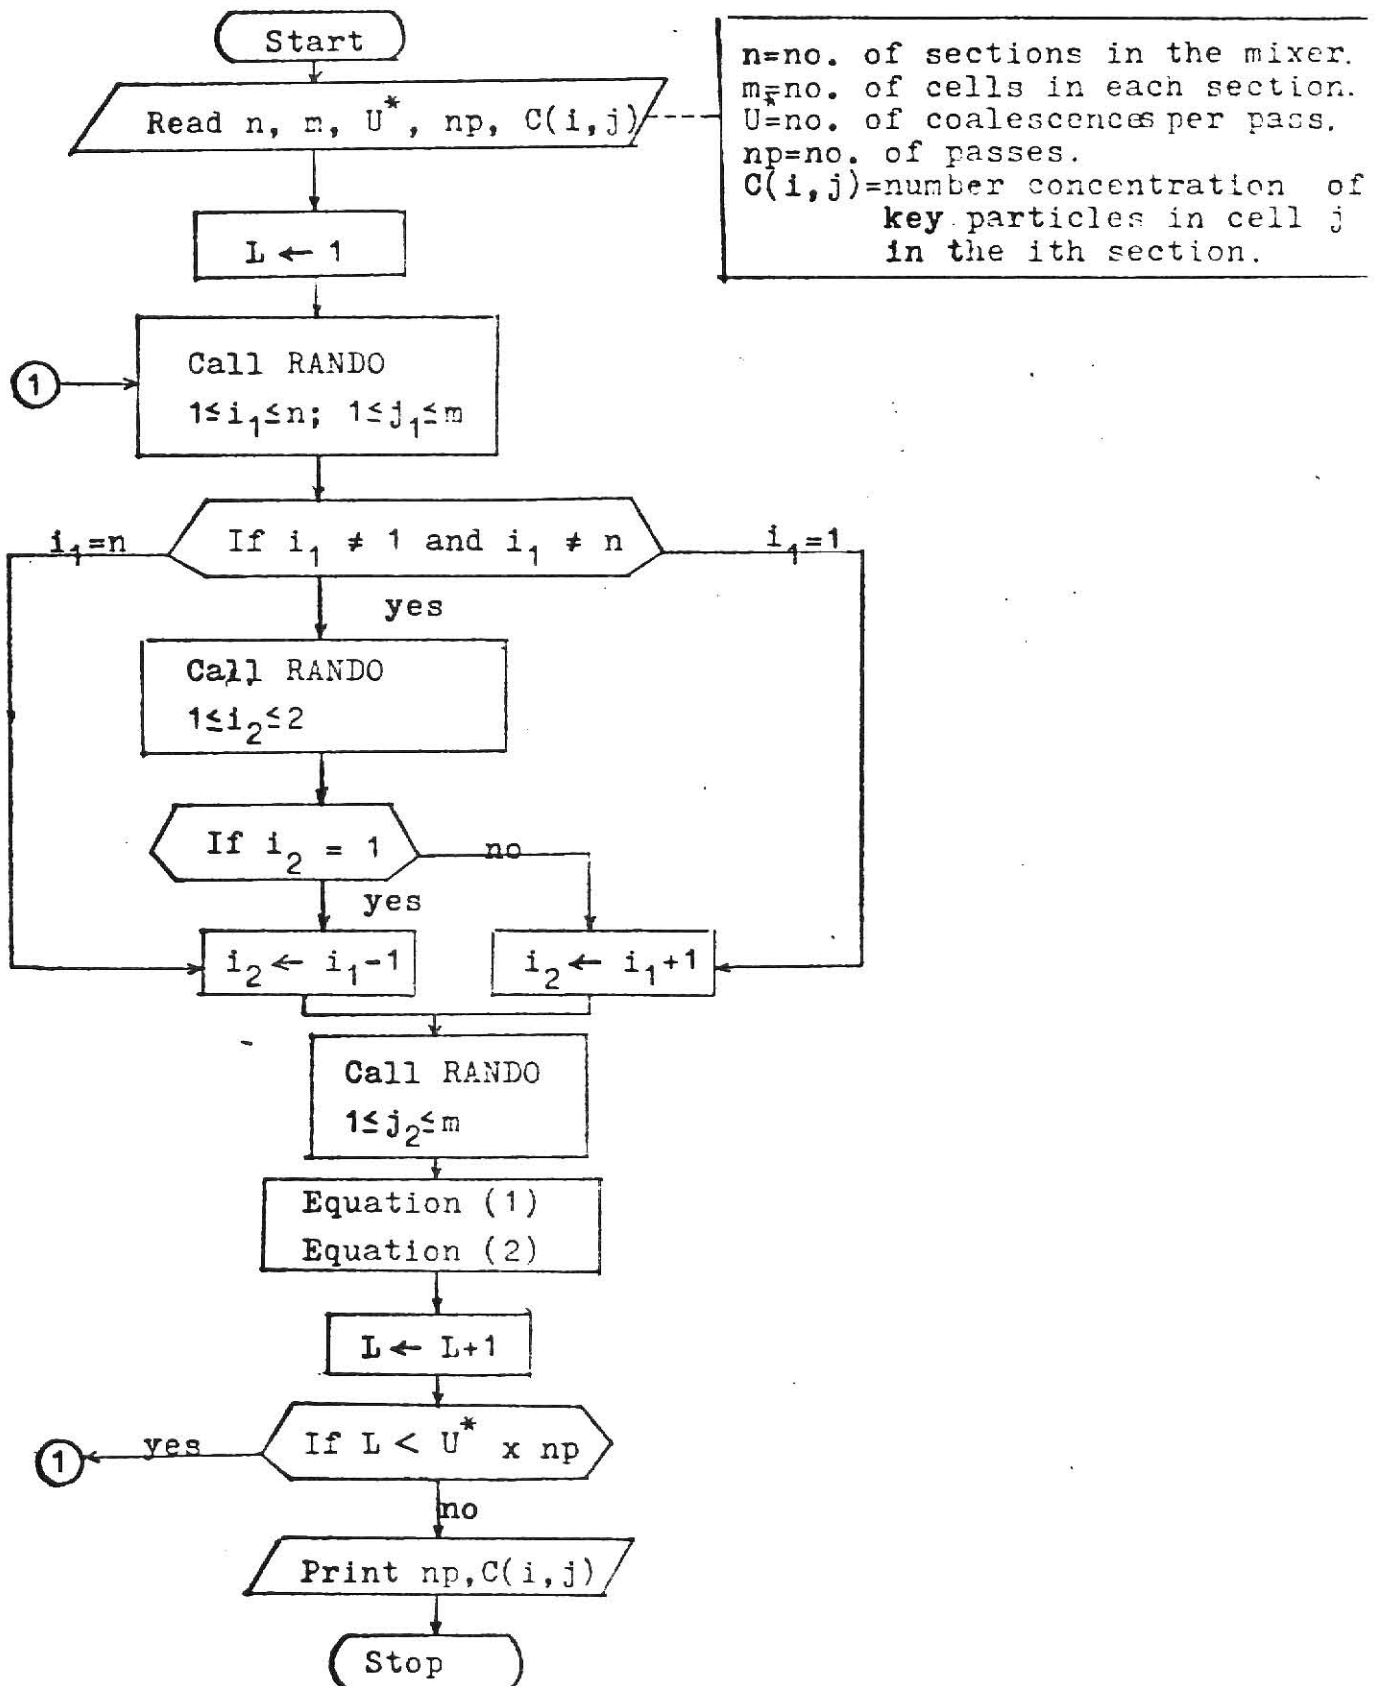 Start
Read n, m, U*, np, C(i,j)
n=no. of sections in the mixer.
m=no. of cells in each section.
U*=no. of coalescences per pass.
np=no. of passes.
C(i,j)=number concentration of
key particles in cell j
in the ith section.
L ← 1
1
Call RANDO
1≤i₁≤n; 1≤j₁≤m
i₁=n
If i₁ ≠ 1 and i₁ ≠ n
i₁=1
yes
Call RANDO
1≤i₂≤2
If i₂ = 1
no
yes
i₂ ← i₁-1
i₂ ← i₁+1
Call RANDO
1≤j₂≤m
Equation (1)
Equation (2)
L ← L+1
1
yes
If L < U* x np
no
Print np,C(i,j)
Stop